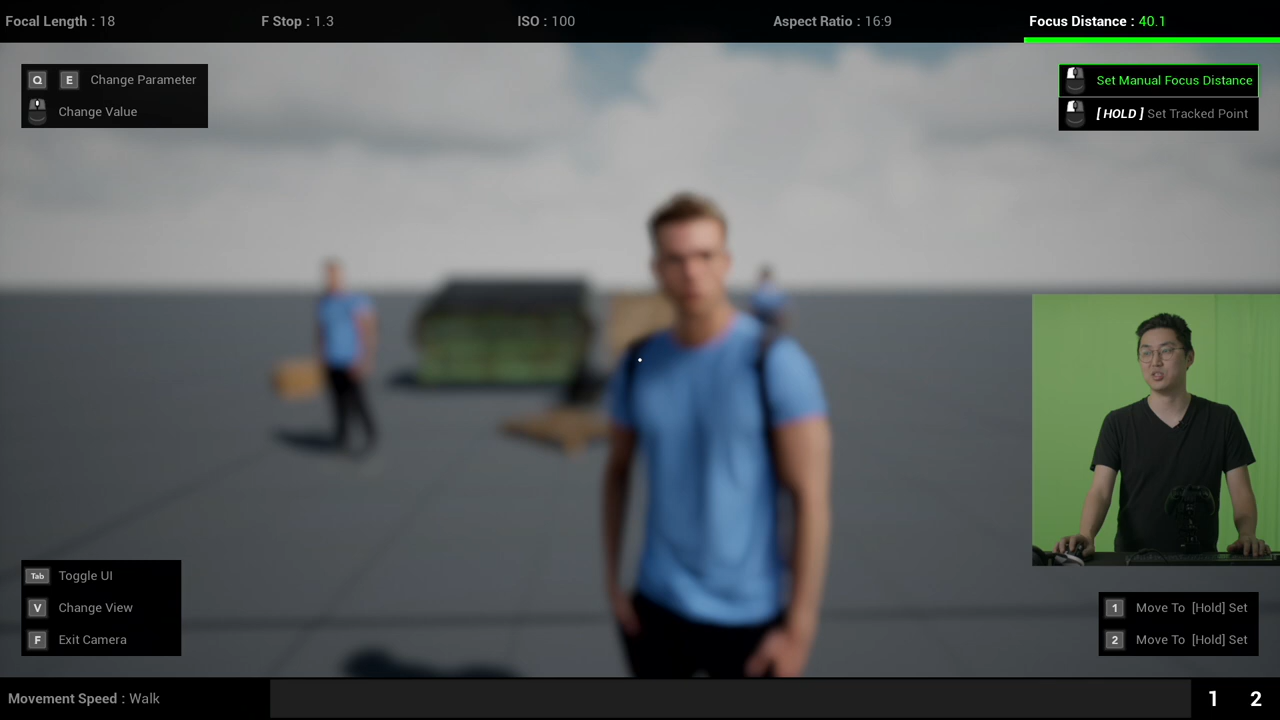 Focal Length : 18
F Stop : 1.3
ISO : 100
Aspect Ratio : 16:9
Focus Distance : 40.1
Q E Change Parameter
Change Value
Set Manual Focus Distance
[ HOLD ] Set Tracked Point
Tab Toggle UI
V Change View
F Exit Camera
1 Move To [Hold] Set
2 Move To [Hold] Set
Movement Speed : Walk
1 2